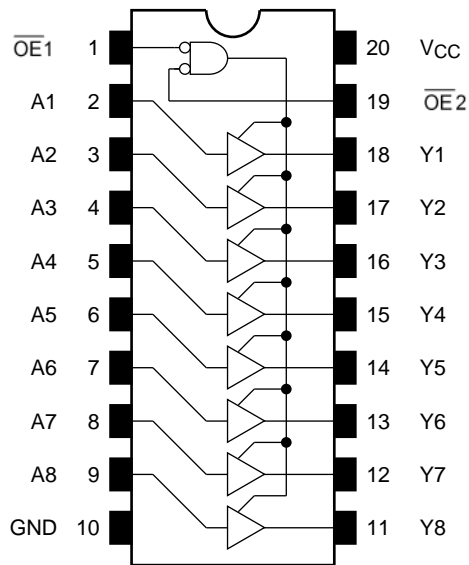 O̅E̅1 1 20 VCC
A1 2 19 O̅E̅2
A2 3 18 Y1
A3 4 17 Y2
A4 5 16 Y3
A5 6 15 Y4
A6 7 14 Y5
A7 8 13 Y6
A8 9 12 Y7
GND 10 11 Y8